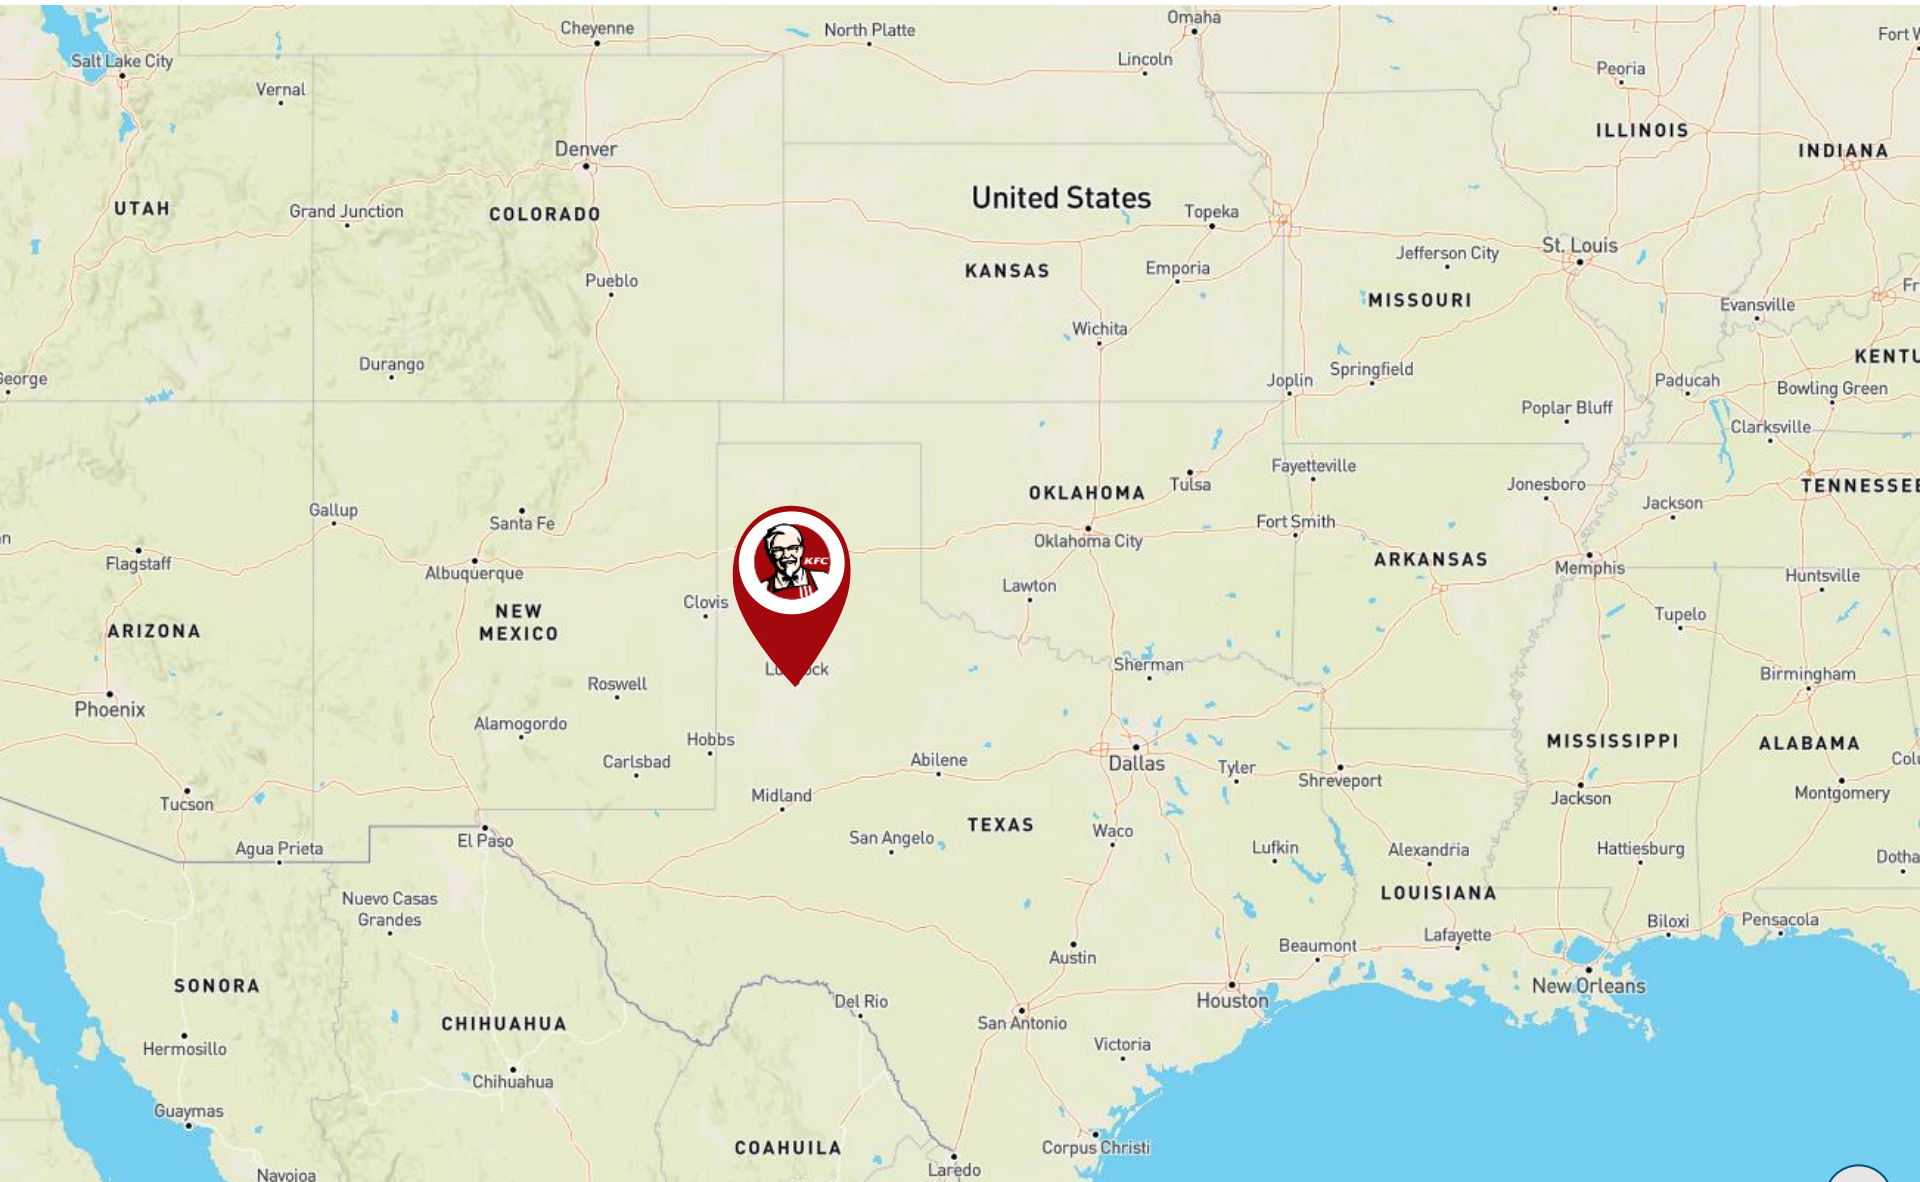 Cheyenne
North Platte
Omaha
Fort W
Salt Lake City
Lincoln
Peoria
Vernal
ILLINOIS
INDIANA
Denver
United States
UTAH
Grand Junction
COLORADO
Topeka
St. Louis
Jefferson City
KANSAS
Emporia
Pueblo
MISSOURI
Evansville
Fr
Wichita
KENTU
Durango
Springfield
George
Joplin
Paducah
Bowling Green
Poplar Bluff
Clarksville
Fayetteville
Tulsa
Jonesboro
TENNESSEE
OKLAHOMA
Jackson
Gallup
Santa Fe
Fort Smith
n
Oklahoma City
Flagstaff
KFC
ARKANSAS
Memphis
Albuquerque
Huntsville
Lawton
Clovis
NEW
MEXICO
Tupelo
ARIZONA
Sherman
Birmingham
Roswell
Phoenix
Alamogordo
Hobbs
MISSISSIPPI
ALABAMA
Carlsbad
Abilene
Dallas
Tyler
Shreveport
Colu
Midland
Jackson
Montgomery
Tucson
TEXAS
Waco
San Angelo
El Paso
Agua Prieta
Lufkin
Alexandria
Hattiesburg
Dotha
Nuevo Casas
Grandes
LOUISIANA
Biloxi
Pensacola
Lafayette
Beaumont
Austin
SONORA
New Orleans
Del Rio
Houston
CHIHUAHUA
San Antonio
Hermosillo
Victoria
Chihuahua
Guaymas
COAHUILA
Corpus Christi
Laredo
Navojoa